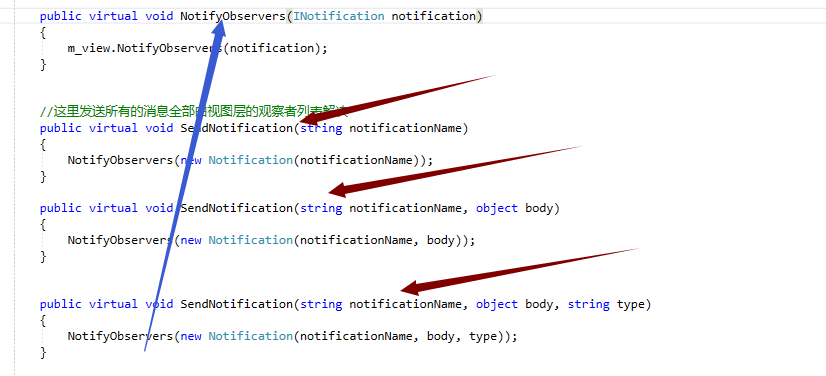 public virtual void NotifyObservers(INotification notification)
{
m_view.NotifyObservers(notification);
}
//这里发送所有的消息全部由视图层的观察者列表解决
public virtual void SendNotification(string notificationName)
{
NotifyObservers(new Notification(notificationName));
}
public virtual void SendNotification(string notificationName, object body)
{
NotifyObservers(new Notification(notificationName, body));
}
public virtual void SendNotification(string notificationName, object body, string type)
{
NotifyObservers(new Notification(notificationName, body, type));
}